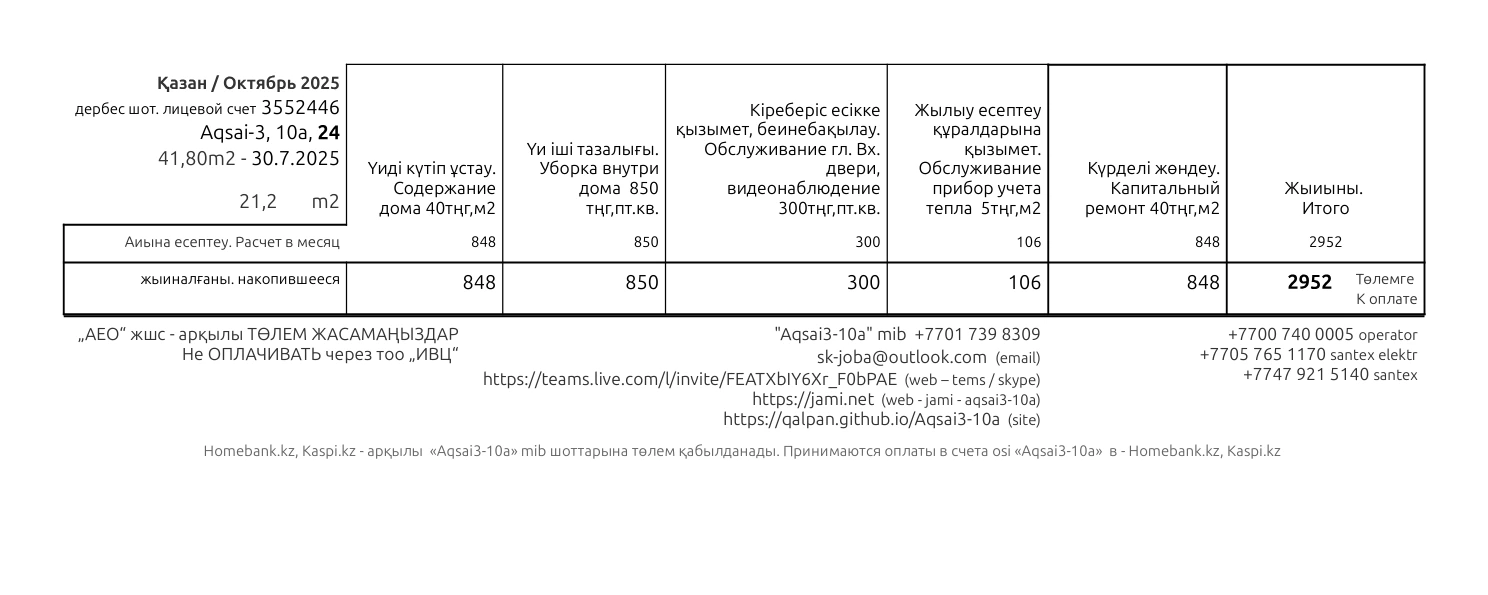 Қазан / Октябрь 2025
дербес шот. лицевой счет 3552446
Aqsai-3, 10a, 24
41,80m2 - 30.7.2025
21,2 m2
Үиді күтіп ұстау.
Содержание
дома 40тңг,м2
Үи іші тазалығы.
Уборка внутри
дома 850
тңг,пт.кв.
Кіреберіс есікке
қызымет, беинебақылау.
Обслуживание гл. Вх.
двери,
видеонаблюдение
300тңг,пт.кв.
Жылыу есептеу
құралдарына
қызымет.
Обслуживание
прибор учета
тепла 5тңг,м2
Күрделі жөндеу.
Капитальный
ремонт 40тңг,м2
Жыиыны.
Итого
Аиына есептеу. Расчет в месяц 848 850 300 106 848 2952
жыиналғаны. накопившееся 848 850 300 106 848 2952 Төлемге
К оплате
„АЕО“ жшс - арқылы ТӨЛЕМ ЖАСАМАҢЫЗДАР
Не ОПЛАЧИВАТЬ через тоо „ИВЦ“
"Aqsai3-10a" mib +7701 739 8309
sk-joba@outlook.com (email)
https://teams.live.com/l/invite/FEATXbIY6Xr_F0bPAE (web – tems / skype)
https://jami.net (web - jami - aqsai3-10a)
https://qalpan.github.io/Aqsai3-10a (site)
+7700 740 0005 operator
+7705 765 1170 santex elektr
+7747 921 5140 santex
Homebank.kz, Kaspi.kz - арқылы «Aqsai3-10a» mib шоттарына төлем қабылданады. Принимаются оплаты в счета osi «Aqsai3-10a» в - Homebank.kz, Kaspi.kz